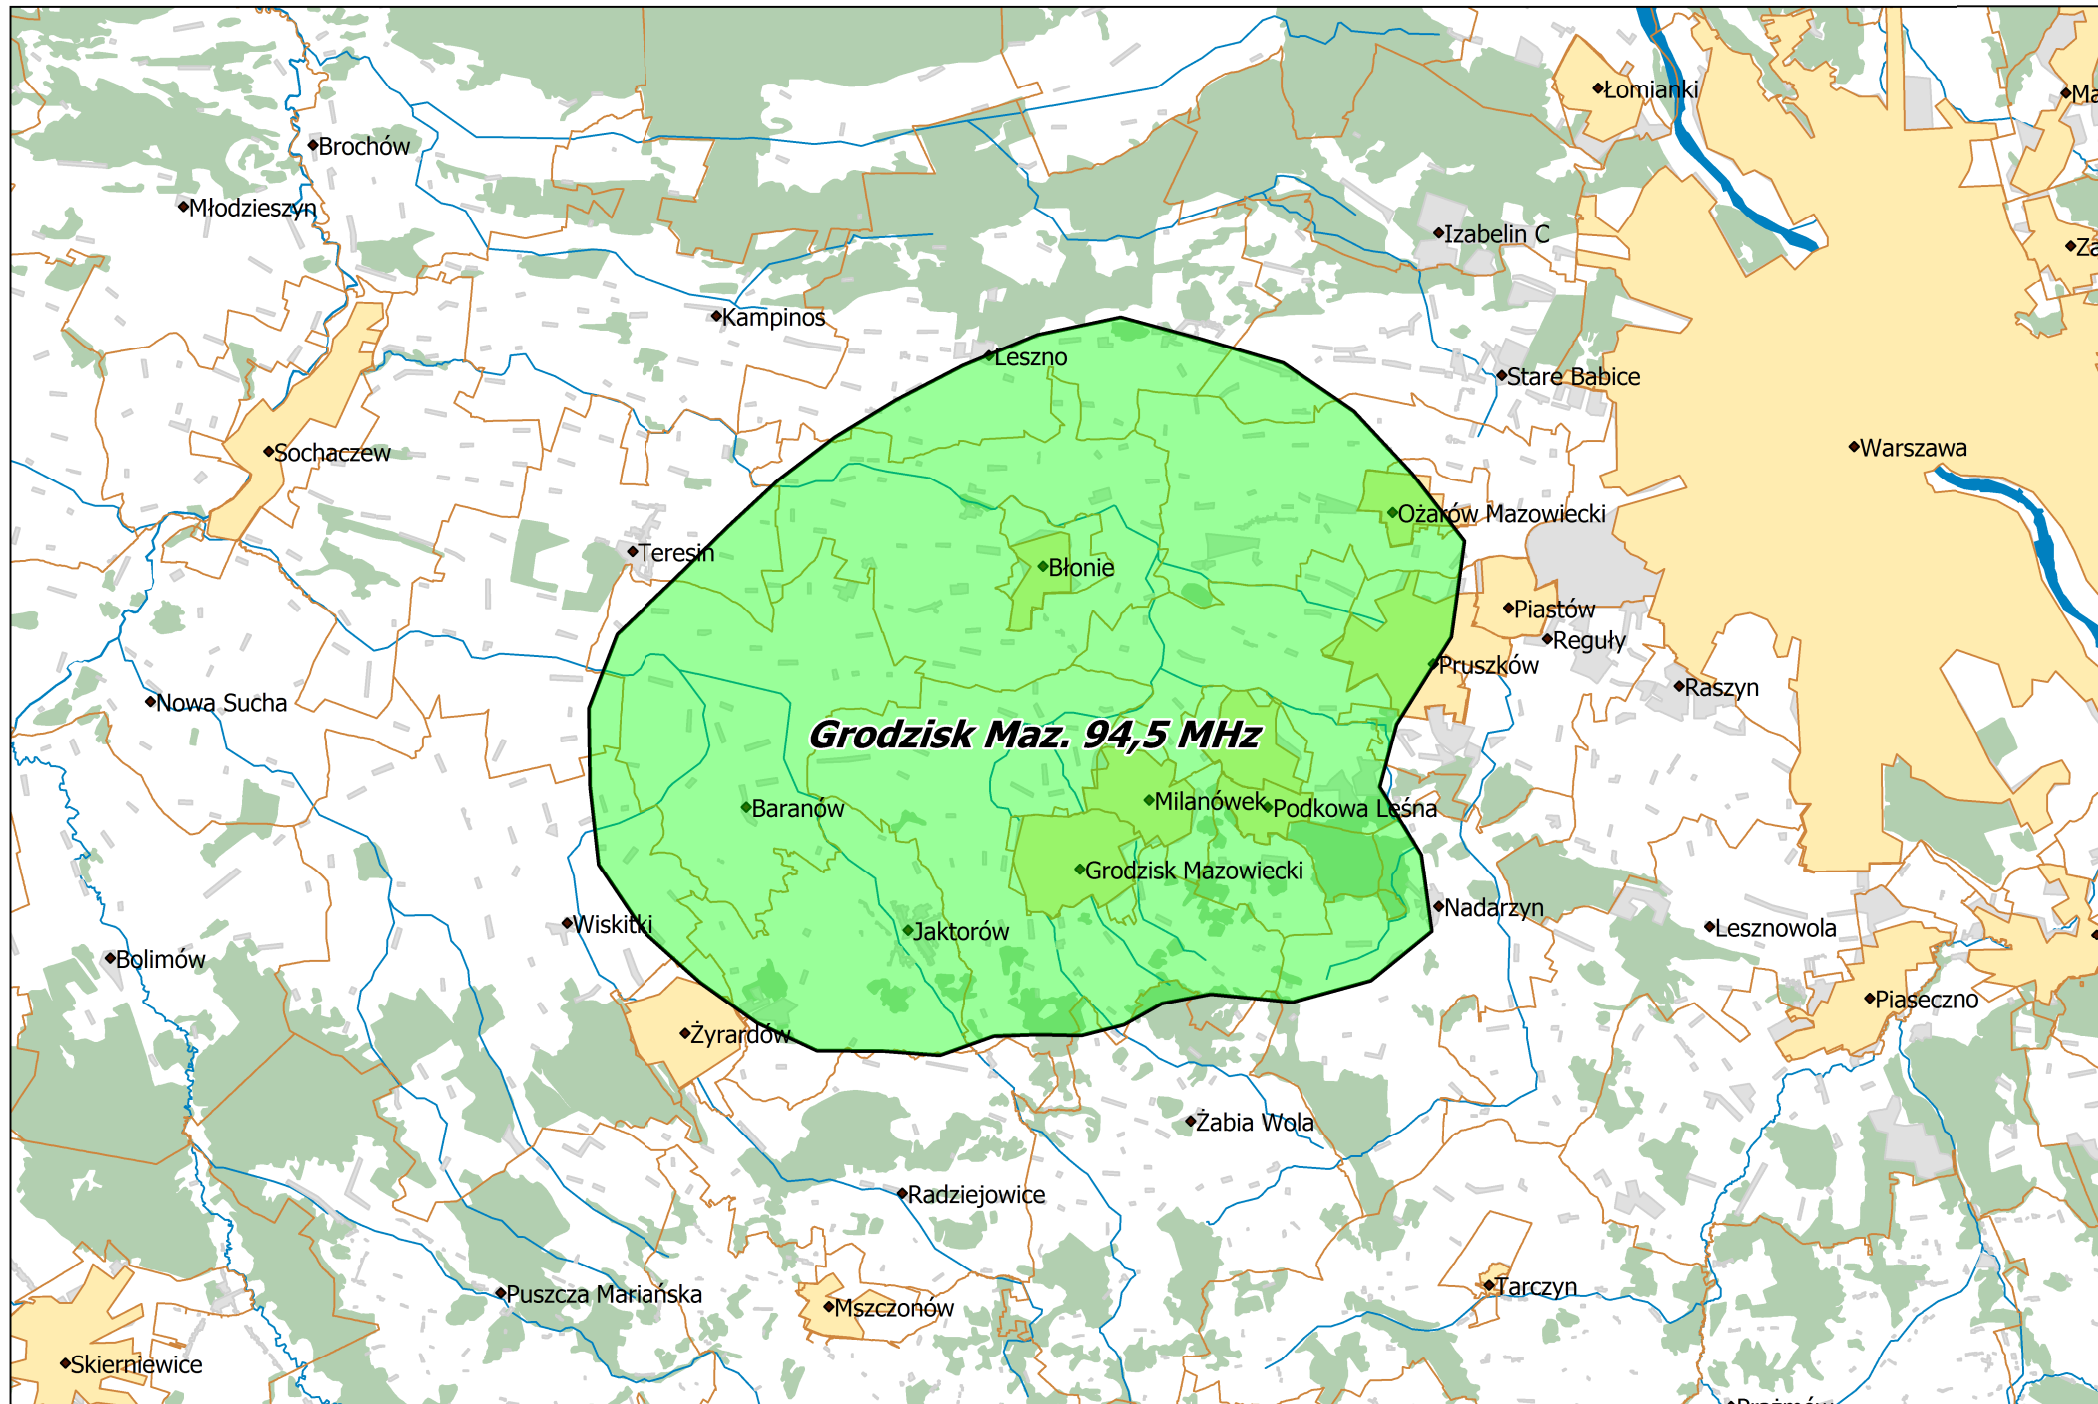 Łomianki
Brochów
Młodzieszyn
Izabelin C
Kampinos
Leszno
Stare Babice
Warszawa
Sochaczew
Ożarów Mazowiecki
Teresin
Błonie
Piastów
Reguły
Pruszków
Raszyn
Nowa Sucha
Grodzisk Maz. 94,5 MHz
Baranów
Milanówek
Podkowa Leśna
Grodzisk Mazowiecki
Nadarzyn
Wiskitki
Jaktorów
Lesznowola
Bolimów
Piaseczno
Żyrardów
Żabia Wola
Radziejowice
Puszcza Mariańska
Tarczyn
Mszczonów
Skierniewice